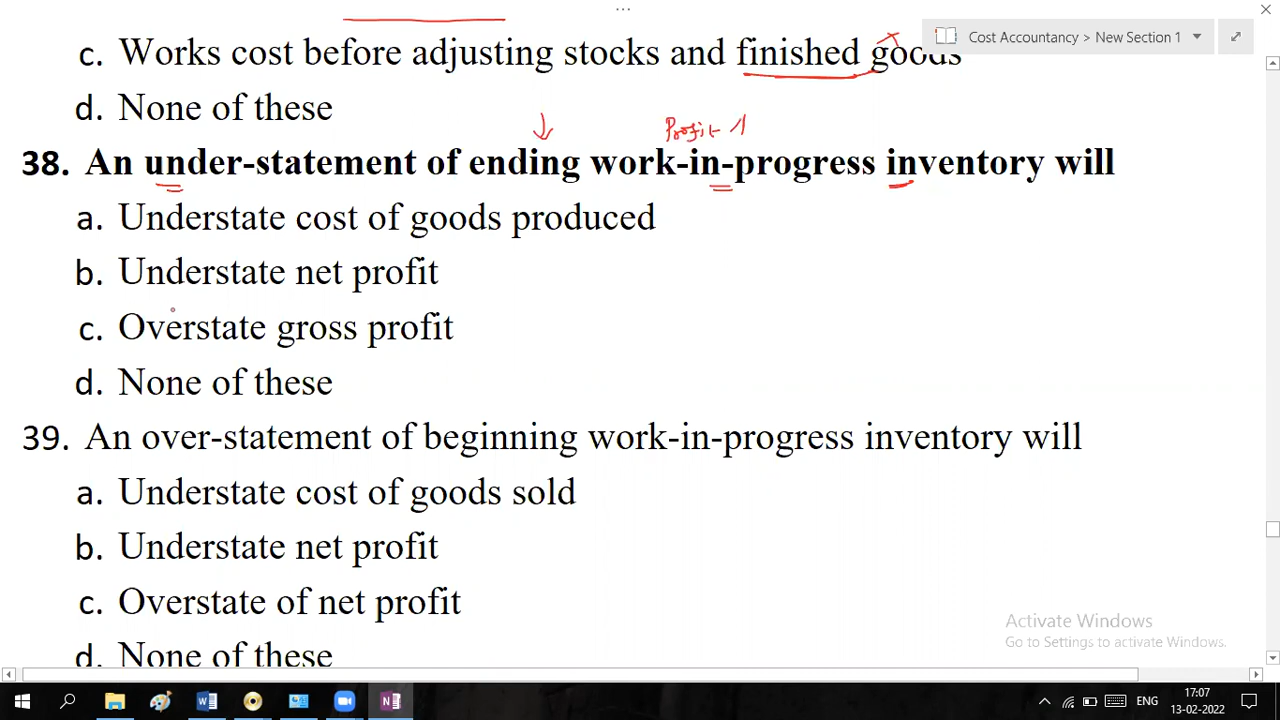 ...
c. Works cost before adjusting stocks and finished goods
Cost Accountancy > New Section 1
d. None of these
Profit ↑
38. An under-statement of ending work-in-progress inventory will
a. Understate cost of goods produced
b. Understate net profit
c. Overstate gross profit
d. None of these
39. An over-statement of beginning work-in-progress inventory will
a. Understate cost of goods sold
b. Understate net profit
c. Overstate of net profit
d. None of these
Activate Windows
Go to Settings to activate Windows.
ENG
17:07
13-02-2022